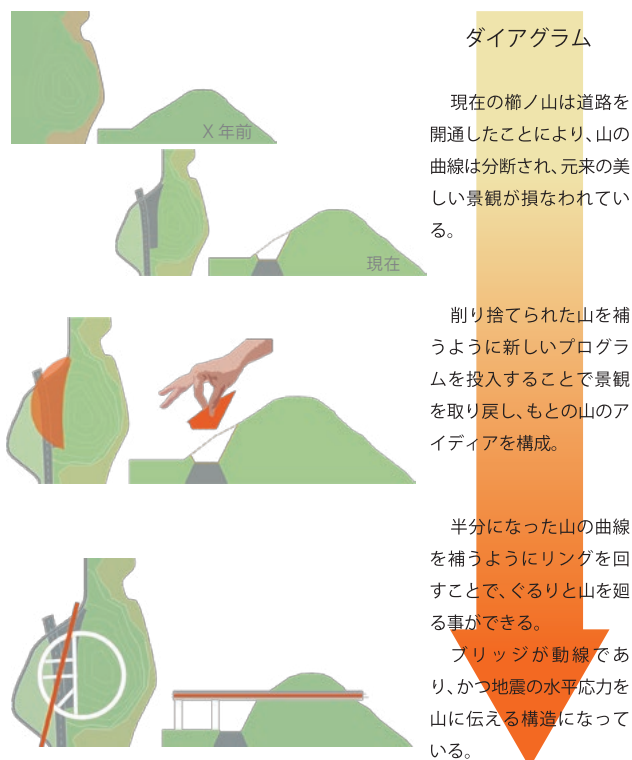 ダイアグラム
現在の櫛ノ山は道路を
開通したことにより、山の
曲線は分断され、元来の美
しい景観が損なわれてい
る。
X 年前
現在
削り捨てられた山を補
うように新しいプログラ
ムを投入することで景観
を取り戻し、もとの山のア
イディアを構成。
半分になった山の曲線
を補うようにリングを回
すことで、ぐるりと山を廻
る事ができる。
ブリッジが動線であ
り、かつ地震の水平応力を
山に伝える構造になって
いる。